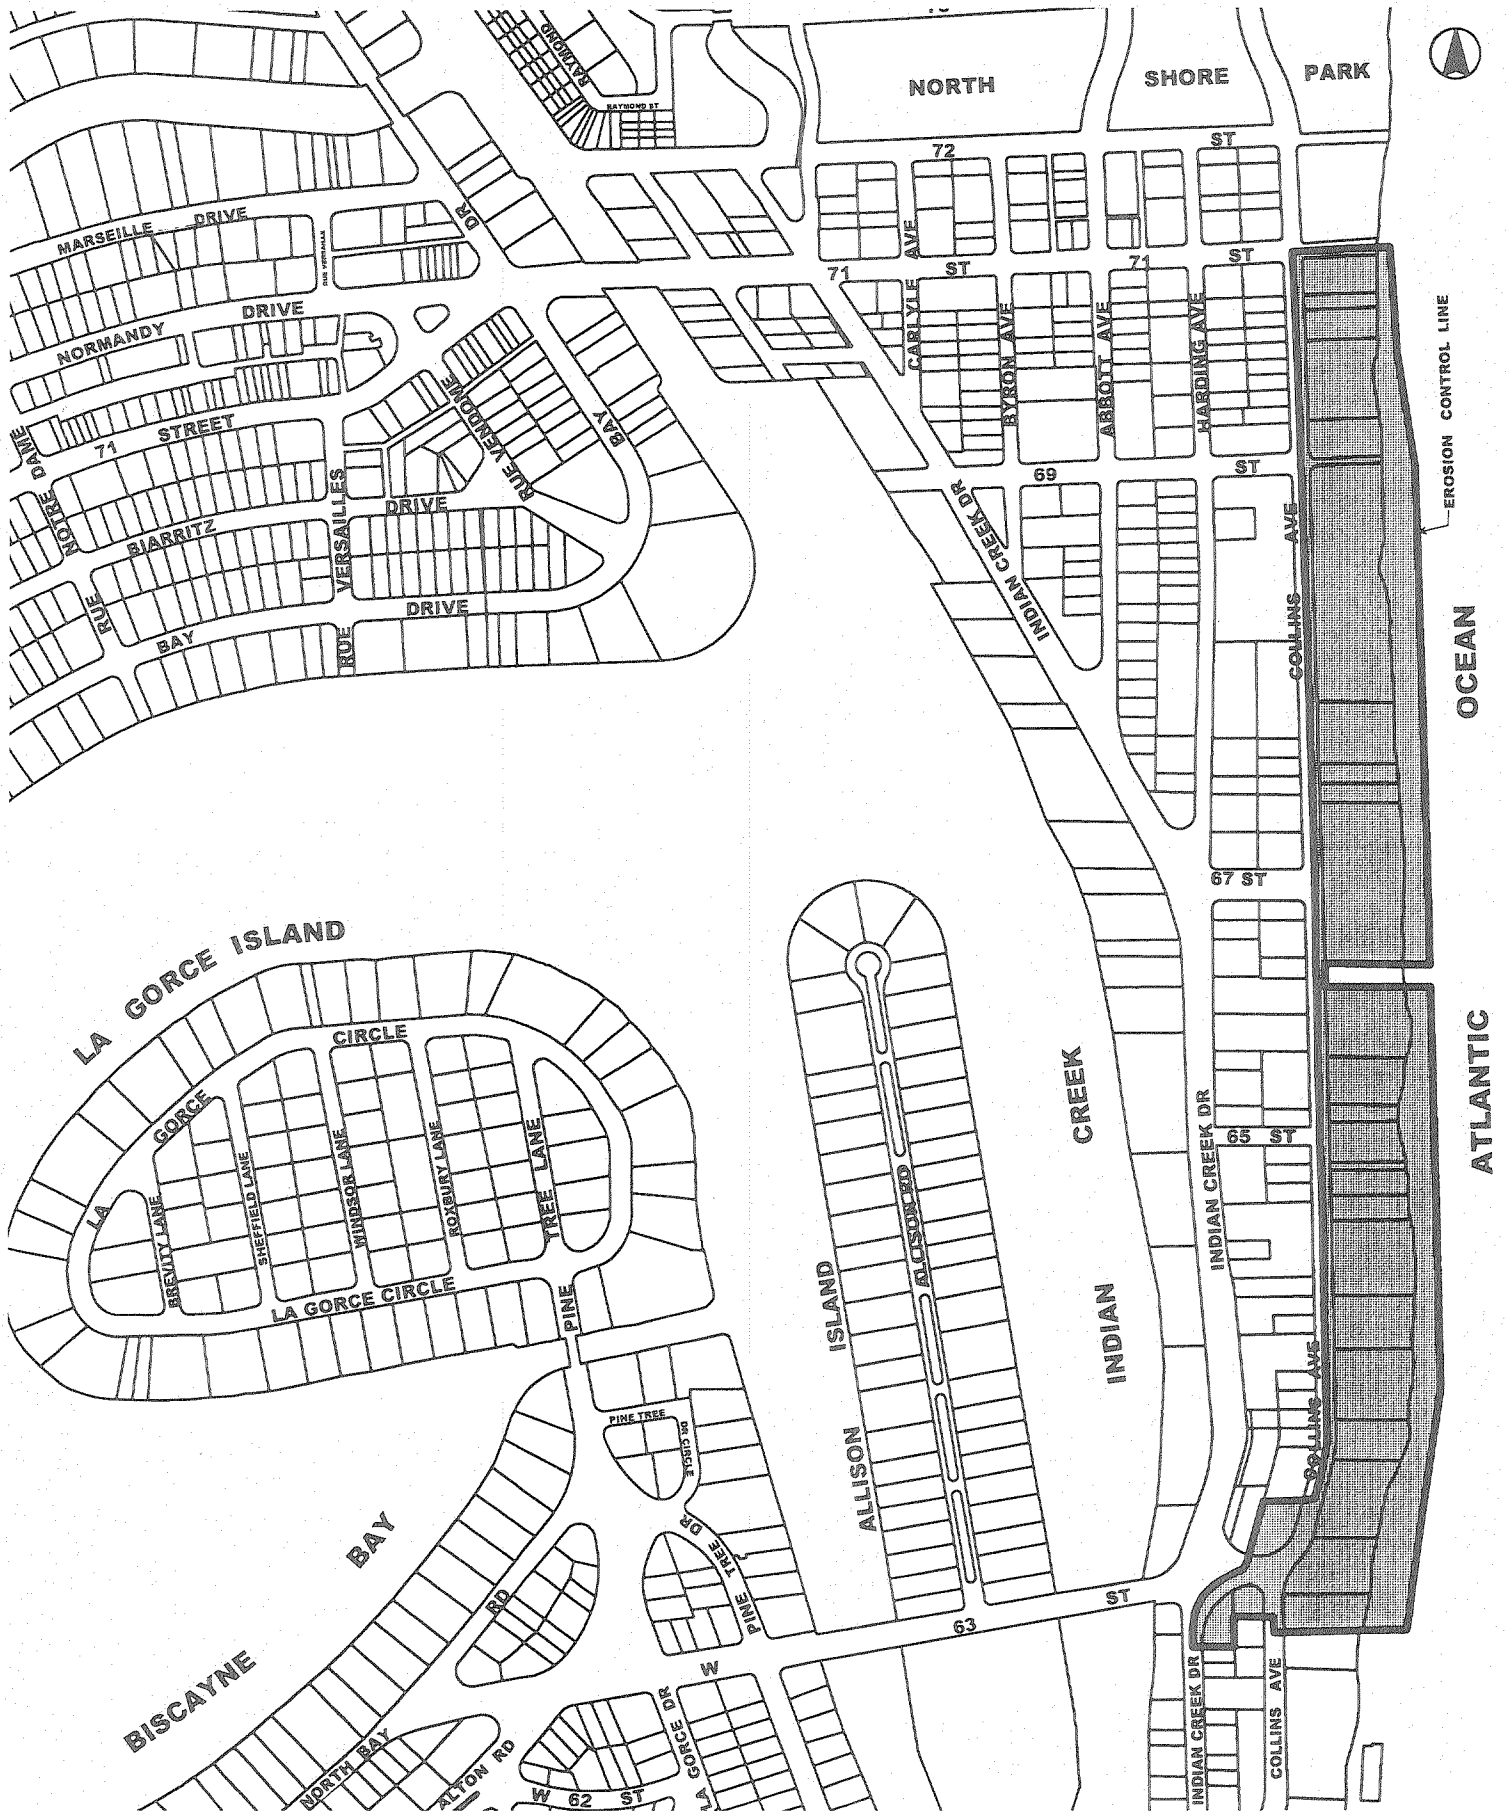 RAYMOND
RAYMOND ST
NORTH SHORE PARK
72 ST
MARSEILLE DRIVE
DR
AVE
71 ST 71 ST
NORMANDY DRIVE
CARLYLE
BYRON AVE
ABBOTT AVE
HARDING AVE
EROSION CONTROL LINE
NOTRE DAME
71 STREET
RUE VENDOME
BAY
69 ST
BIARRITZ DRIVE
VERSAILLES
INDIAN CREEK DR
COLLINS AVE
RUE
BAY DRIVE
RUE
OCEAN
67 ST
LA GORCE ISLAND
LA GORCE CIRCLE
ATLANTIC
INDIAN CREEK
INDIAN CREEK DR
65 ST
BREVITY LANE
SHEFFIELD LANE
WINDSOR LANE
ROXBURY LANE
PINE TREE LANE
LA GORCE CIRCLE
ALLISON RD
ALLISON ISLAND
COLLINS AVE
PINE TREE
DR CIRCLE
BISCAYNE BAY
PINE TREE DR
RD
W 63 ST
NORTH BAY
ALTON RD
LA GORCE DR
INDIAN CREEK DR
COLLINS AVE
W 62 ST